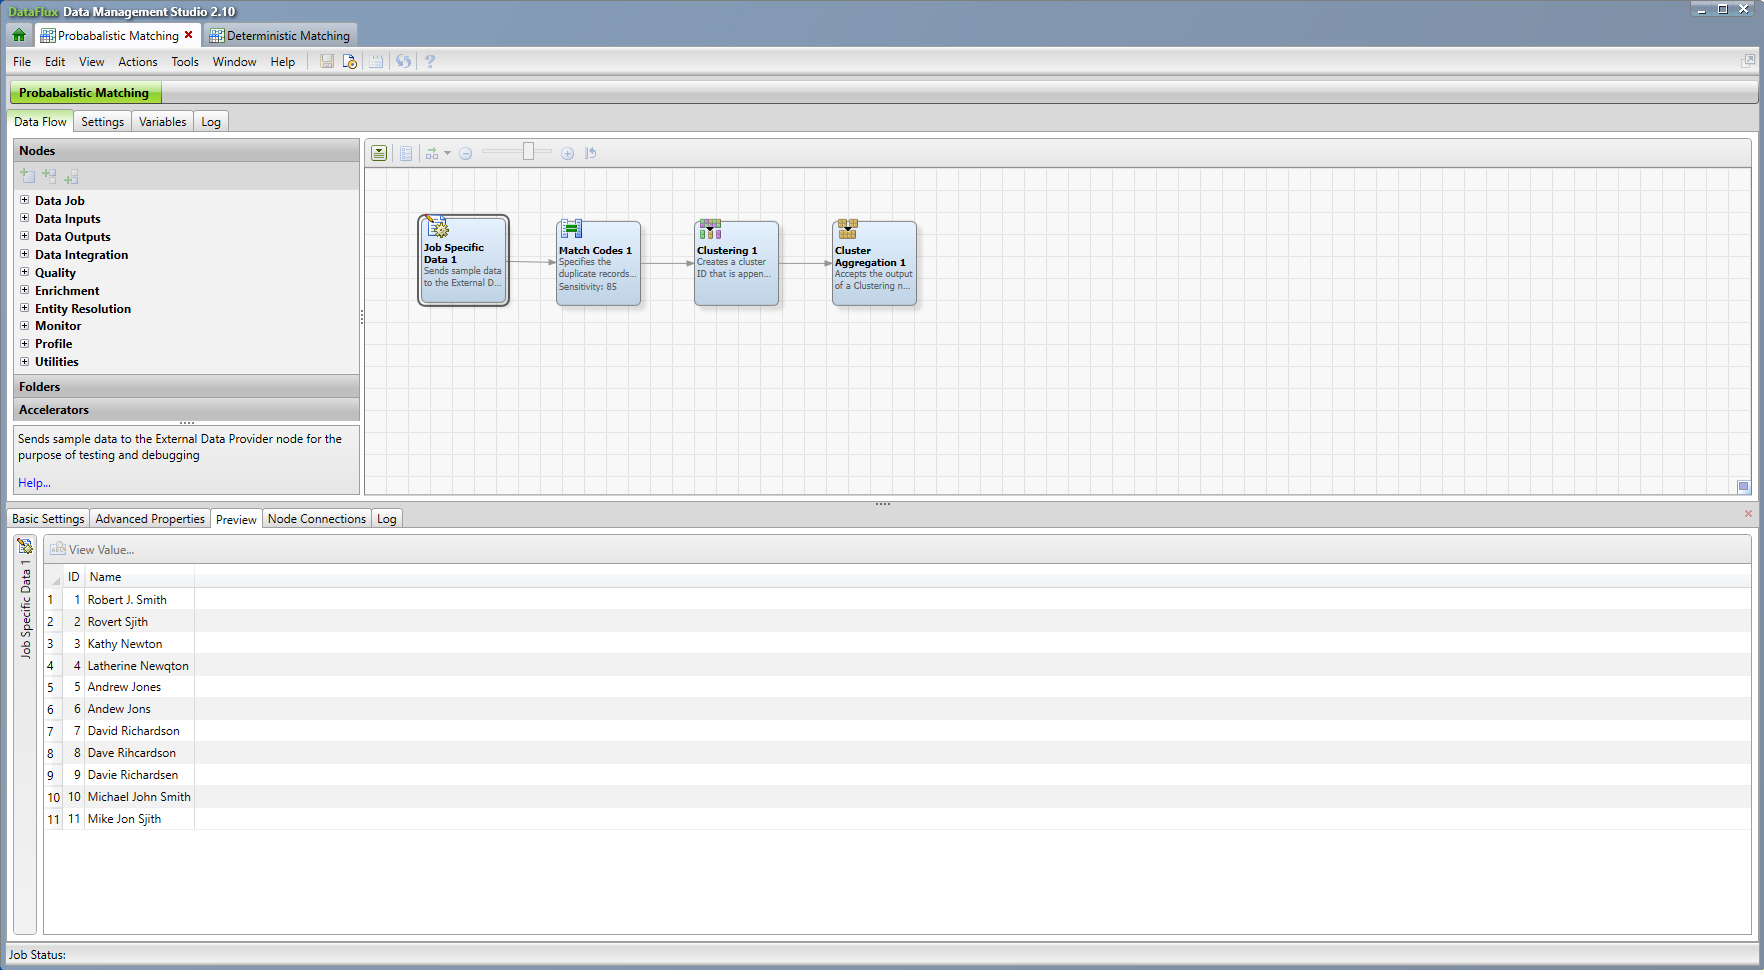 DataFlux Data Management Studio 2.10
Probabalistic Matching
Deterministic Matching
File Edit View Actions Tools Window Help
Probabalistic Matching
Data Flow Settings Variables Log
Nodes
Data Job
Data Inputs
Data Outputs
Data Integration
Quality
Enrichment
Entity Resolution
Monitor
Profile
Utilities
Folders
Accelerators
Sends sample data to the External Data Provider node for the
purpose of testing and debugging
Help...
Job Specific
Data 1
Sends sample data
to the External D...
Match Codes 1
Specifies the
duplicate records...
Sensitivity: 85
Clustering 1
Creates a cluster
ID that is appen...
Cluster
Aggregation 1
Accepts the output
of a Clustering n...
Basic Settings Advanced Properties Preview Node Connections Log
Job Specific Data 1
View Value...
ID Name
1 1 Robert J. Smith
2 2 Rovert Sjith
3 3 Kathy Newton
4 4 Latherine Newqton
5 5 Andrew Jones
6 6 Andew Jons
7 7 David Richardson
8 8 Dave Rihcardson
9 9 Davie Richardsen
10 10 Michael John Smith
11 11 Mike Jon Sjith
Job Status: